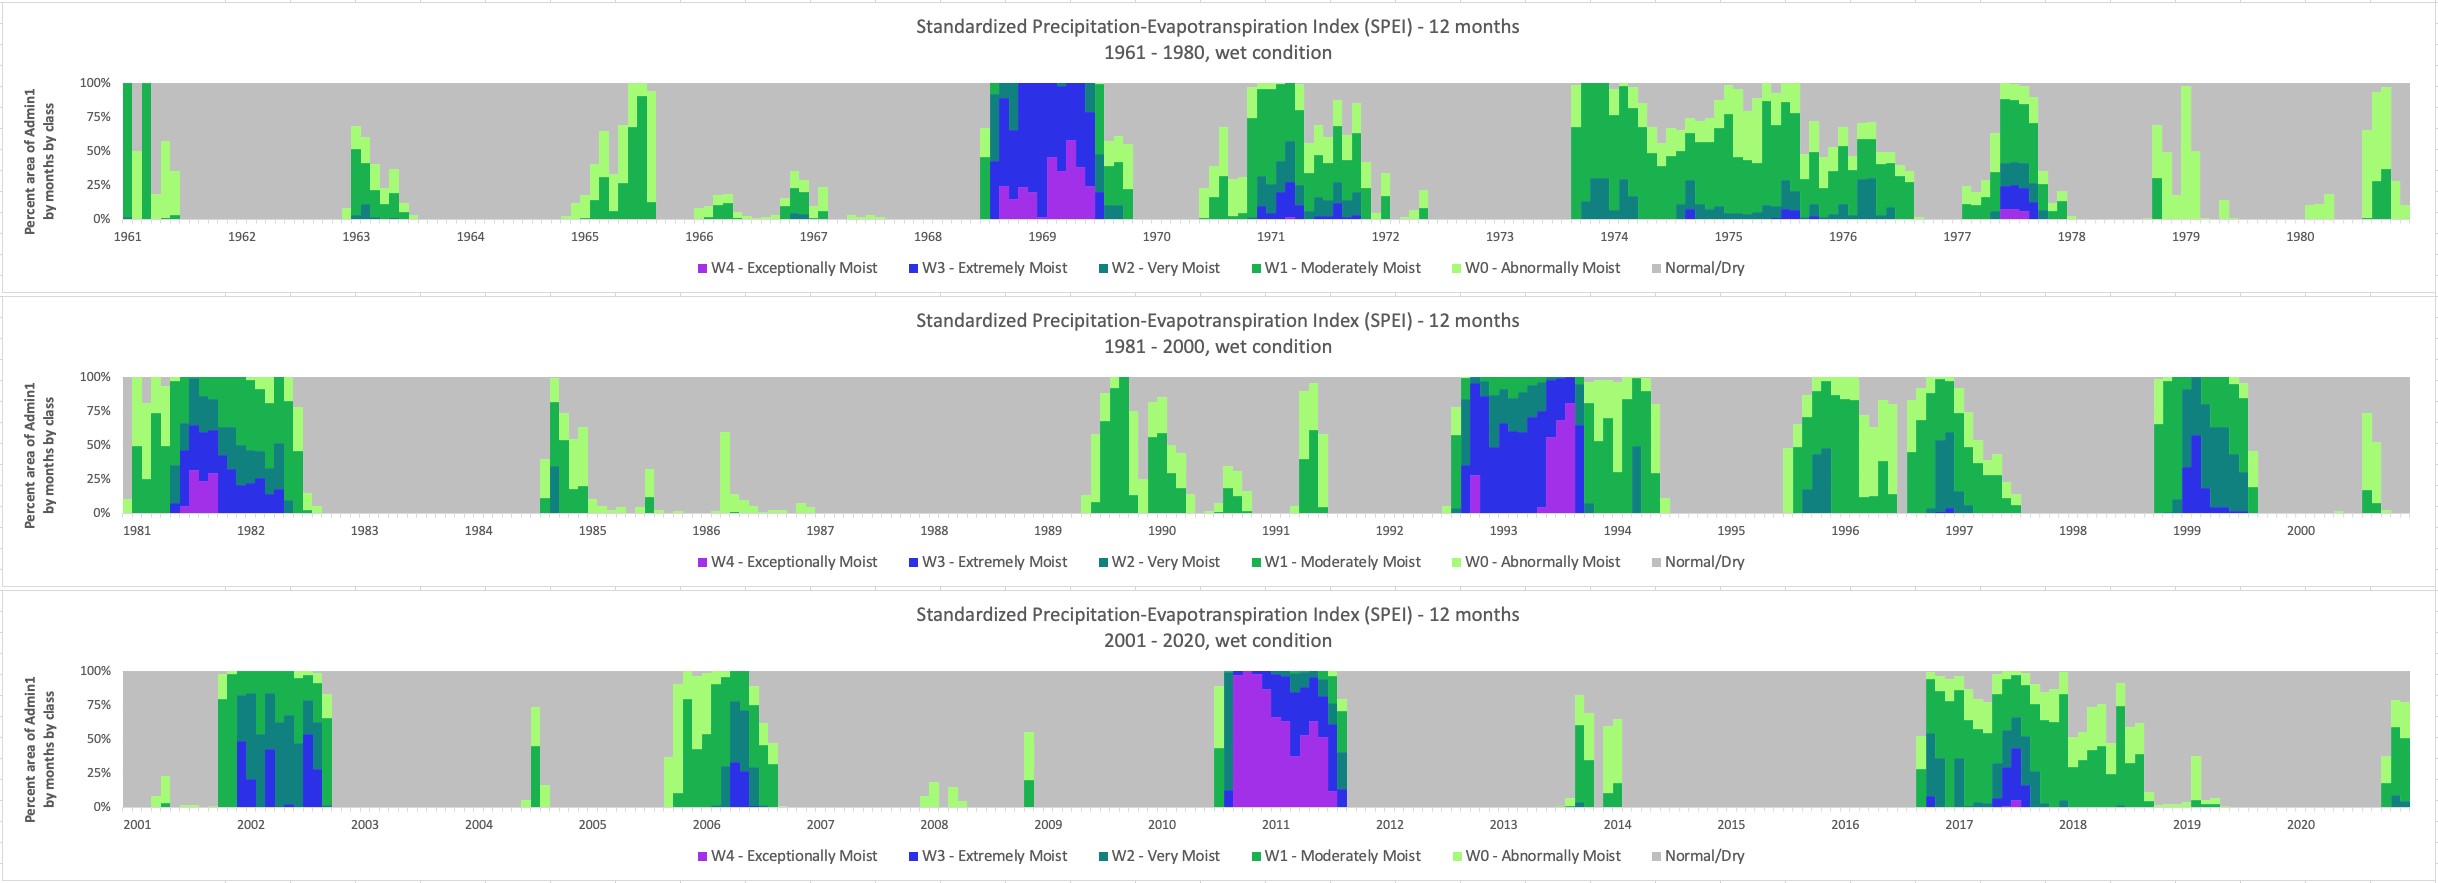 Standardized Precipitation-Evapotranspiration Index (SPEI) - 12 months
1961 - 1980, wet condition
Percent area of Admin1
by months by class
100%
75%
50%
25%
0%
1961 1962 1963 1964 1965 1966 1967 1968 1969 1970 1971 1972 1973 1974 1975 1976 1977 1978 1979 1980
W4 - Exceptionally Moist W3 - Extremely Moist W2 - Very Moist W1 - Moderately Moist W0 - Abnormally Moist Normal/Dry
Standardized Precipitation-Evapotranspiration Index (SPEI) - 12 months
1981 - 2000, wet condition
Percent area of Admin1
by months by class
100%
75%
50%
25%
0%
1981 1982 1983 1984 1985 1986 1987 1988 1989 1990 1991 1992 1993 1994 1995 1996 1997 1998 1999 2000
W4 - Exceptionally Moist W3 - Extremely Moist W2 - Very Moist W1 - Moderately Moist W0 - Abnormally Moist Normal/Dry
Standardized Precipitation-Evapotranspiration Index (SPEI) - 12 months
2001 - 2020, wet condition
Percent area of Admin1
by months by class
100%
75%
50%
25%
0%
2001 2002 2003 2004 2005 2006 2007 2008 2009 2010 2011 2012 2013 2014 2015 2016 2017 2018 2019 2020
W4 - Exceptionally Moist W3 - Extremely Moist W2 - Very Moist W1 - Moderately Moist W0 - Abnormally Moist Normal/Dry